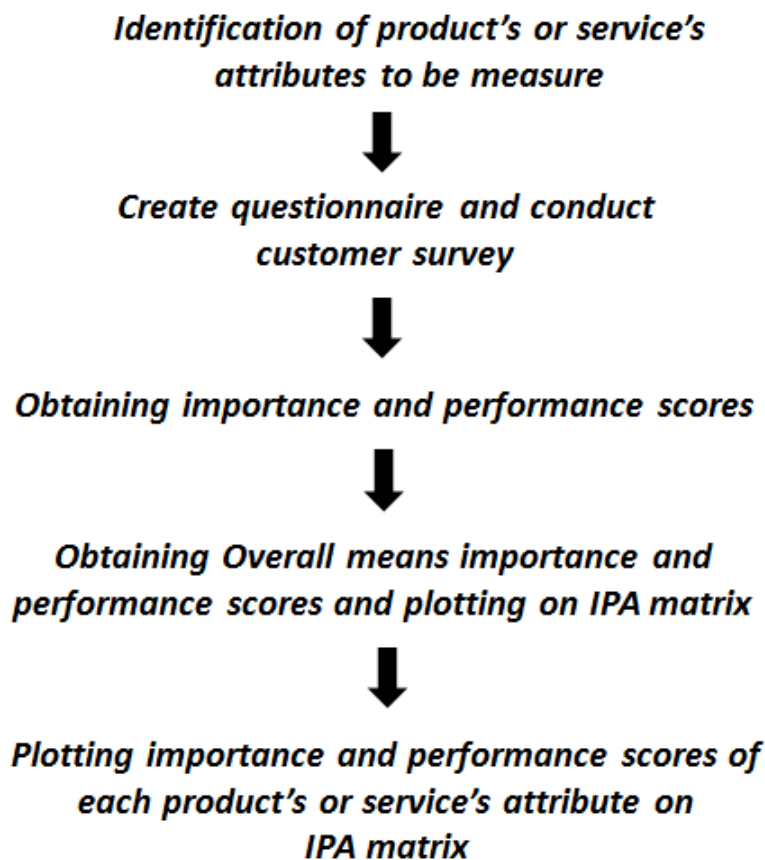 Identification of product's or service's
attributes to be measure
Create questionnaire and conduct
customer survey
Obtaining importance and performance scores
Obtaining Overall means importance and
performance scores and plotting on IPA matrix
Plotting importance and performance scores of
each product's or service's attribute on
IPA matrix